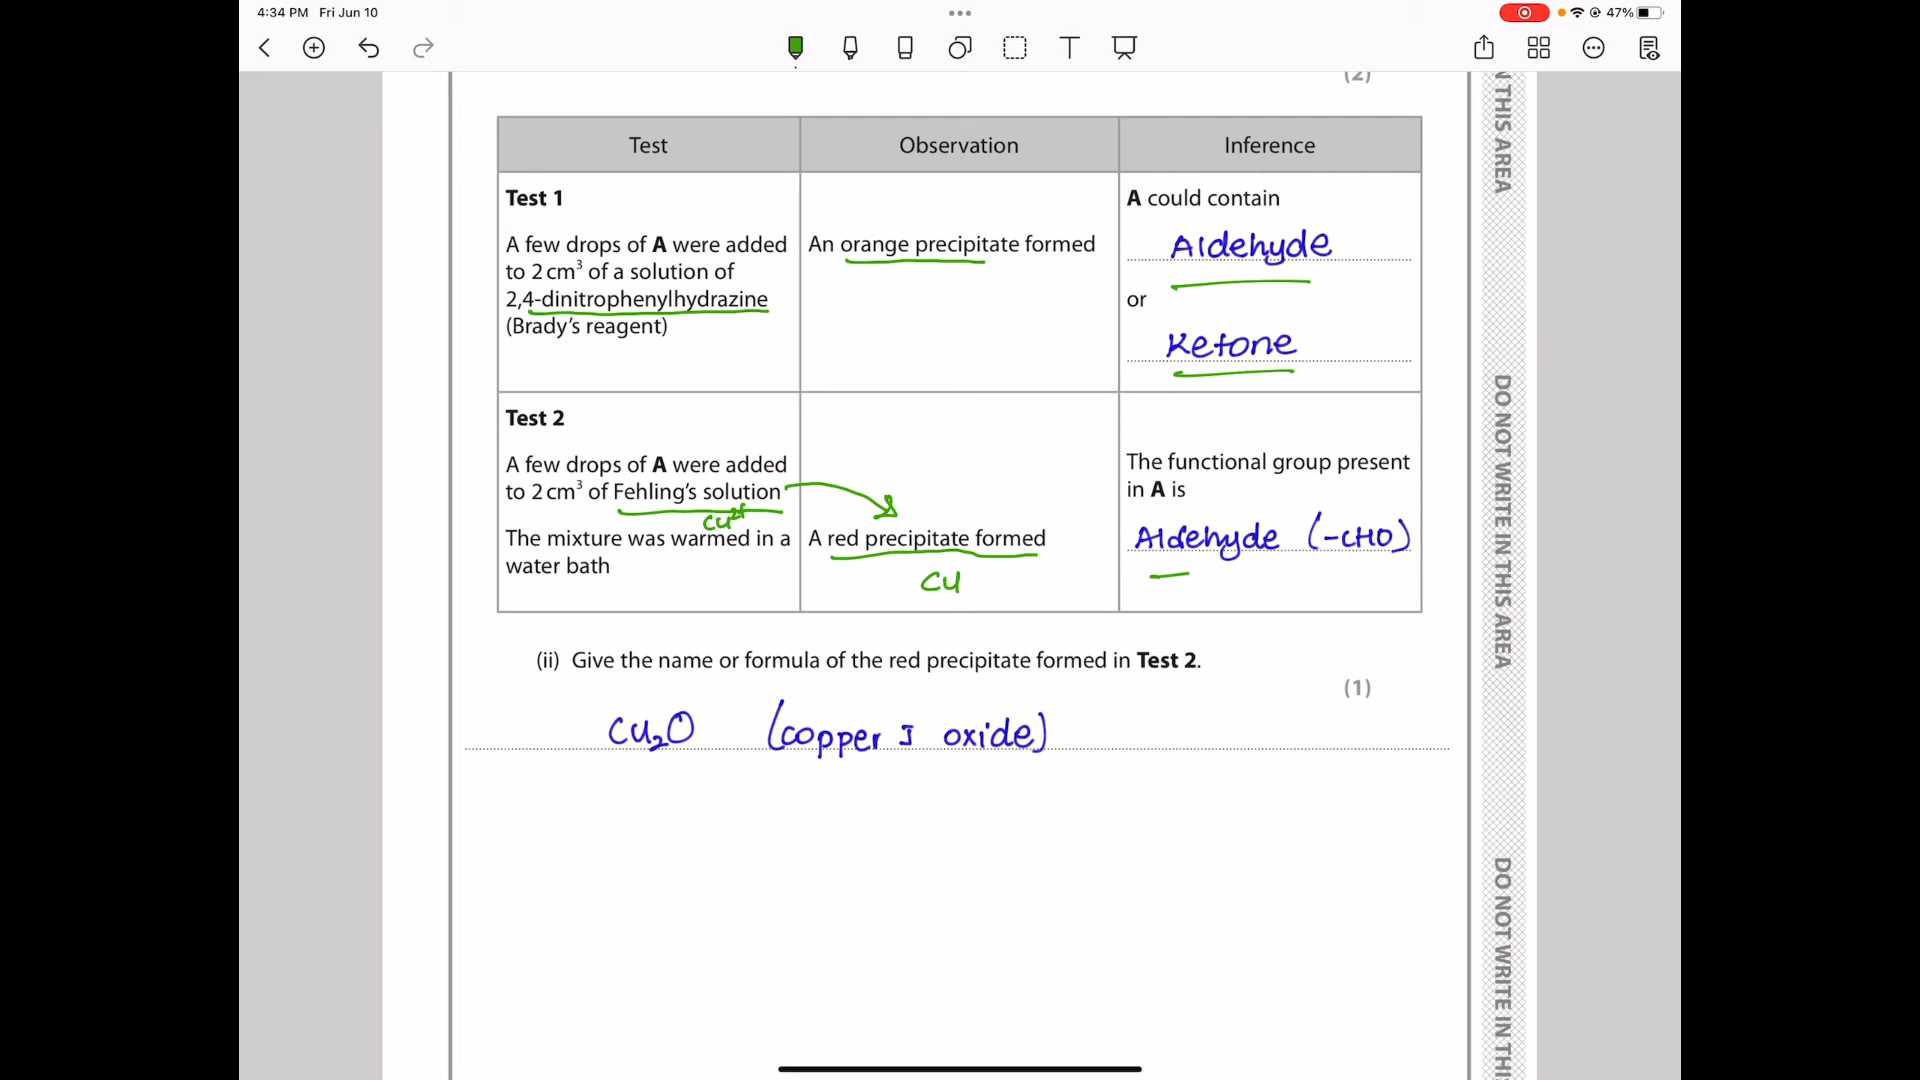 4:34 PM Fri Jun 10
47%
(2)
Test Observation Inference
Test 1
A few drops of A were added
to 2 cm³ of a solution of
2,4-dinitrophenylhydrazine
(Brady's reagent)
An orange precipitate formed
A could contain
Aldehyde
or
Ketone
Test 2
A few drops of A were added
to 2 cm³ of Fehling's solution
Cu²⁺
The mixture was warmed in a
water bath
A red precipitate formed
Cu
The functional group present
in A is
Aldehyde (-CHO)
(ii) Give the name or formula of the red precipitate formed in Test 2.
(1)
Cu₂O (copper I oxide)
N THIS AREA
DO NOT WRITE IN THIS AREA
DO NOT WRITE IN THI